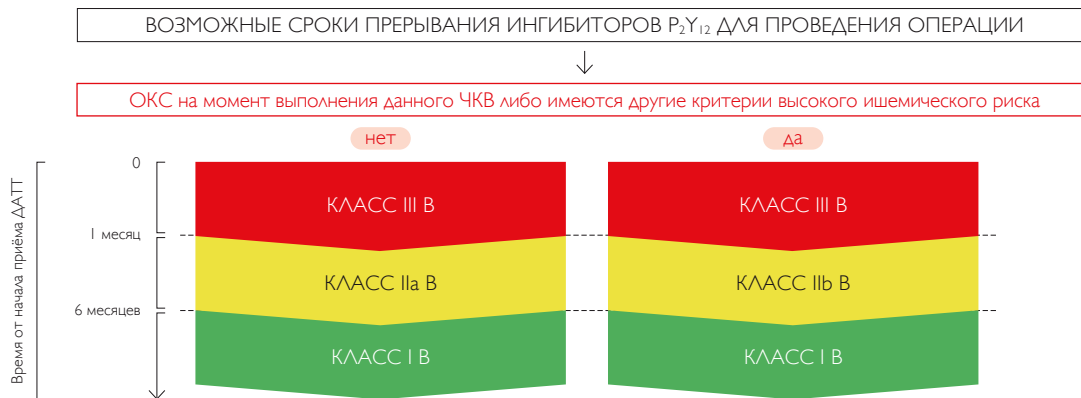 ВОЗМОЖНЫЕ СРОКИ ПРЕРЫВАНИЯ ИНГИБИТОРОВ P₂Y₁₂ ДЛЯ ПРОВЕДЕНИЯ ОПЕРАЦИИ
ОКС на момент выполнения данного ЧКВ либо имеются другие критерии высокого ишемического риска
нет
да
Время от начала приёма ДАТТ
0
КЛАСС III B
КЛАСС III B
1 месяц
КЛАСС IIa B
КЛАСС IIb B
6 месяцев
КЛАСС I B
КЛАСС I B